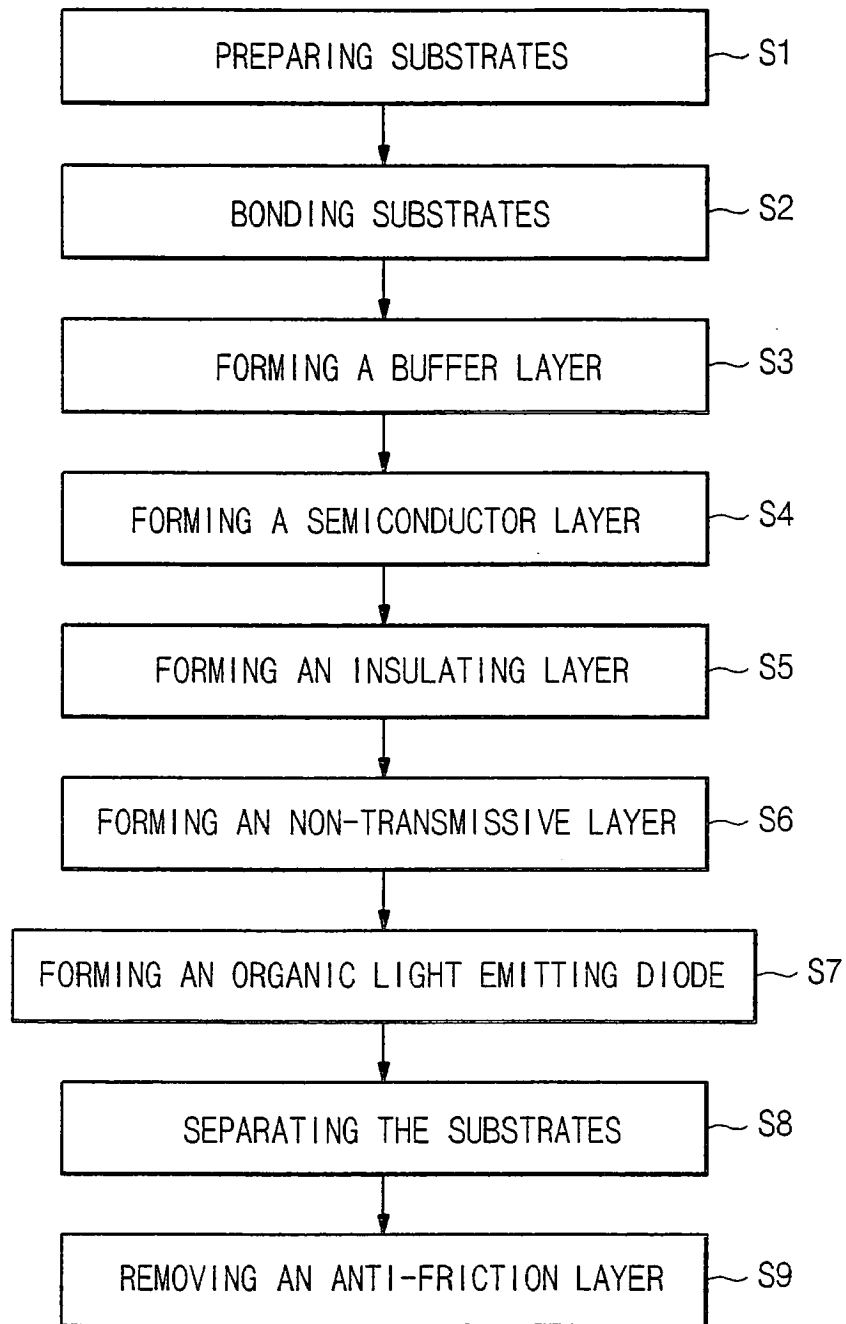 PREPARING SUBSTRATES S1
BONDING SUBSTRATES S2
FORMING A BUFFER LAYER S3
FORMING A SEMICONDUCTOR LAYER S4
FORMING AN INSULATING LAYER S5
FORMING AN NON-TRANSMISSIVE LAYER S6
FORMING AN ORGANIC LIGHT EMITTING DIODE S7
SEPARATING THE SUBSTRATES S8
REMOVING AN ANTI-FRICTION LAYER S9